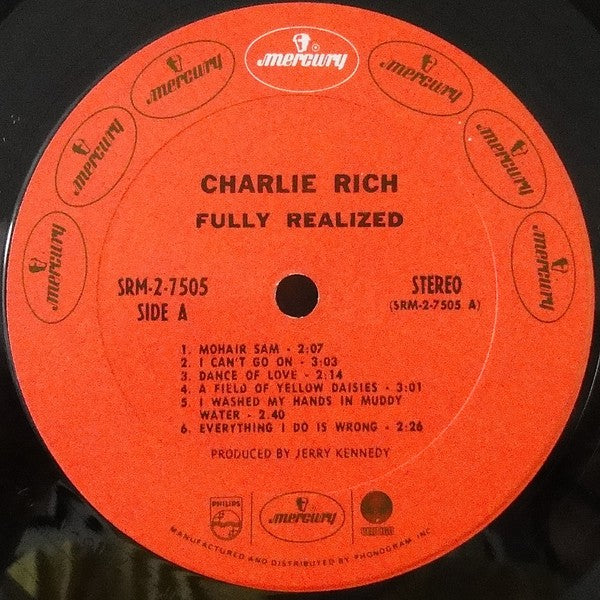 mercury
mercury
mercury
mercury
mercury
mercury
mercury
CHARLIE RICH
FULLY REALIZED
SRM-2-7505
SIDE A
STEREO
(SRM-2-7505 A)
1. MOHAIR SAM - 2:07
2. I CAN'T GO ON - 3:03
3. DANCE OF LOVE - 2:14
4. A FIELD OF YELLOW DAISIES - 3:01
5. I WASHED MY HANDS IN MUDDY
WATER - 2.40
6. EVERYTHING I DO IS WRONG - 2:26
PRODUCED BY JERRY KENNEDY
PHILIPS
mercury
VERTIGO
MANUFACTURED AND DISTRIBUTED BY PHONOGRAM, INC.